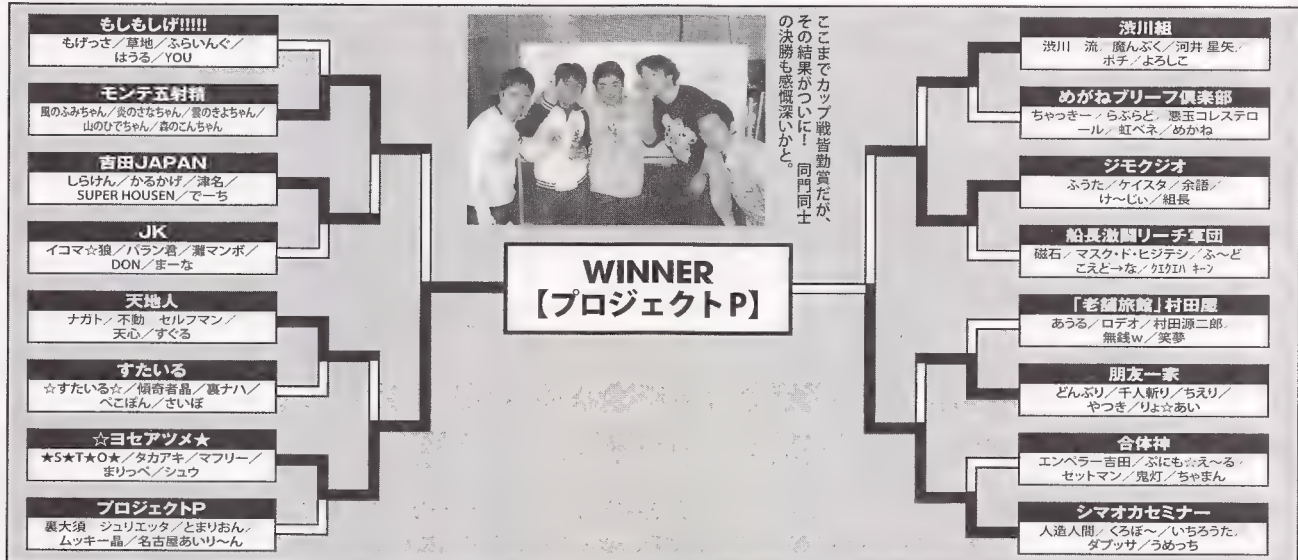 もしもしげ!!!!!
もげっさ／草地／ふらいんぐ／
はうる／YOU
モンテ五射精
風のふみちゃん／炎のさなちゃん／雲のきよちゃん／
山のひでちゃん／森のこんちゃん
吉田JAPAN
しらけん／かるかげ／津名／
SUPER HOUSEN／でーち
JK
イコマ☆狼／バラン君／灘マンボ／
DON／まーな
天地人
ナガト／不動 セルフマン／
天心／すぐる
すたいる
☆すたいる☆／傾奇者晶／裏ナハ／
ぺこぽん／さいぼ
☆ヨセアツメ★
★S★T★O★／タカアキ／マフリー／
まりっぺ／シュウ
プロジェクトP
裏大須 ジュリエッタ／とまりおん／
ムッキー晶／名古屋あいり〜ん
ここまでカップ戦皆勤賞だが、
その結果がついに! 同門同士
の決勝も感慨深いかと。
WINNER
【プロジェクトP】
渋川組
渋川 流／魔んぶく／河井 星矢／
ポチ／よろしこ
めがねブリーフ倶楽部
ちゃっきー／らぶらど／悪玉コレステロ
ール／虹ベネ／めかね
ジモクジオ
ふうた／ケイスタ／余語／
け〜じぃ／組長
船長激闘リーチ軍団
磁石／マスク・ド・ヒジテシ／ふ〜ど
こえど→な／クエクエハ キーン
「老舗旅館」村田屋
あうる／ロデオ／村田源二郎／
無銭w／笑夢
朋友一家
どんぶり／千人斬り／ちえり／
やつき／りょ☆あい
合体神
エンペラー吉田／ぷにも☆え〜る／
セットマン／鬼灯／ちゃまん
シマオカセミナー
人造人間／くろぼ〜／いちろうた／
ダブッサ／うめっち